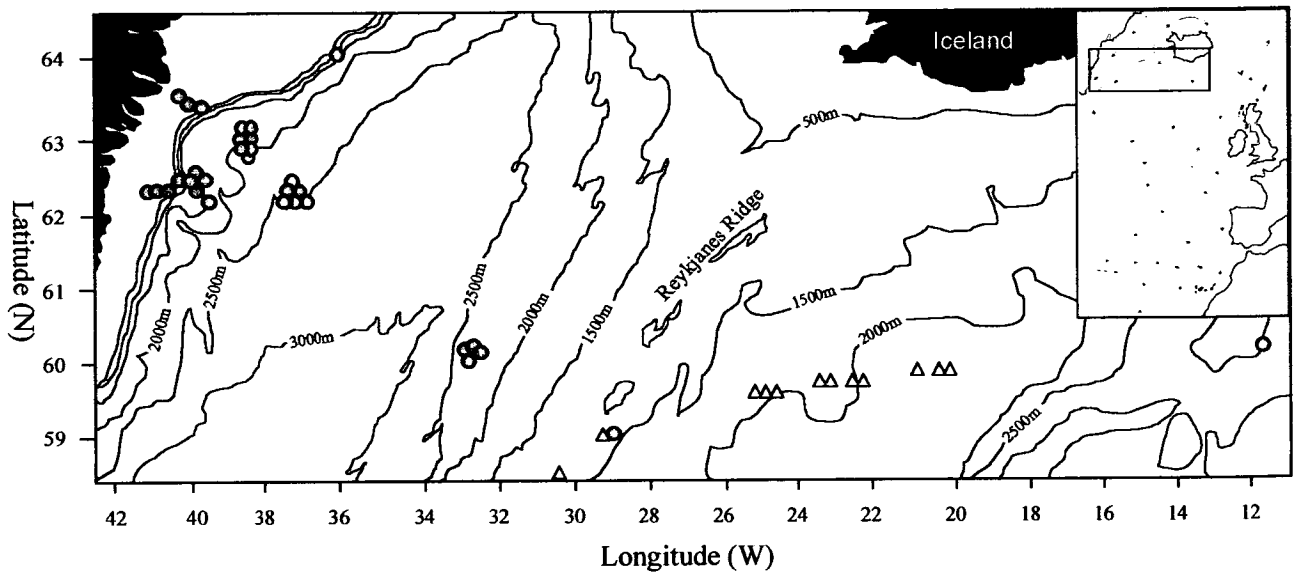 64
63
62
61
60
59
Latitude (N)
Iceland
500m
Reykjanes Ridge
2500m
2000m
1500m
1500m
2000m
2500m
3000m
2000m
2500m
42 40 38 36 34 32 30 28 26 24 22 20 18 16 14 12
Longitude (W)